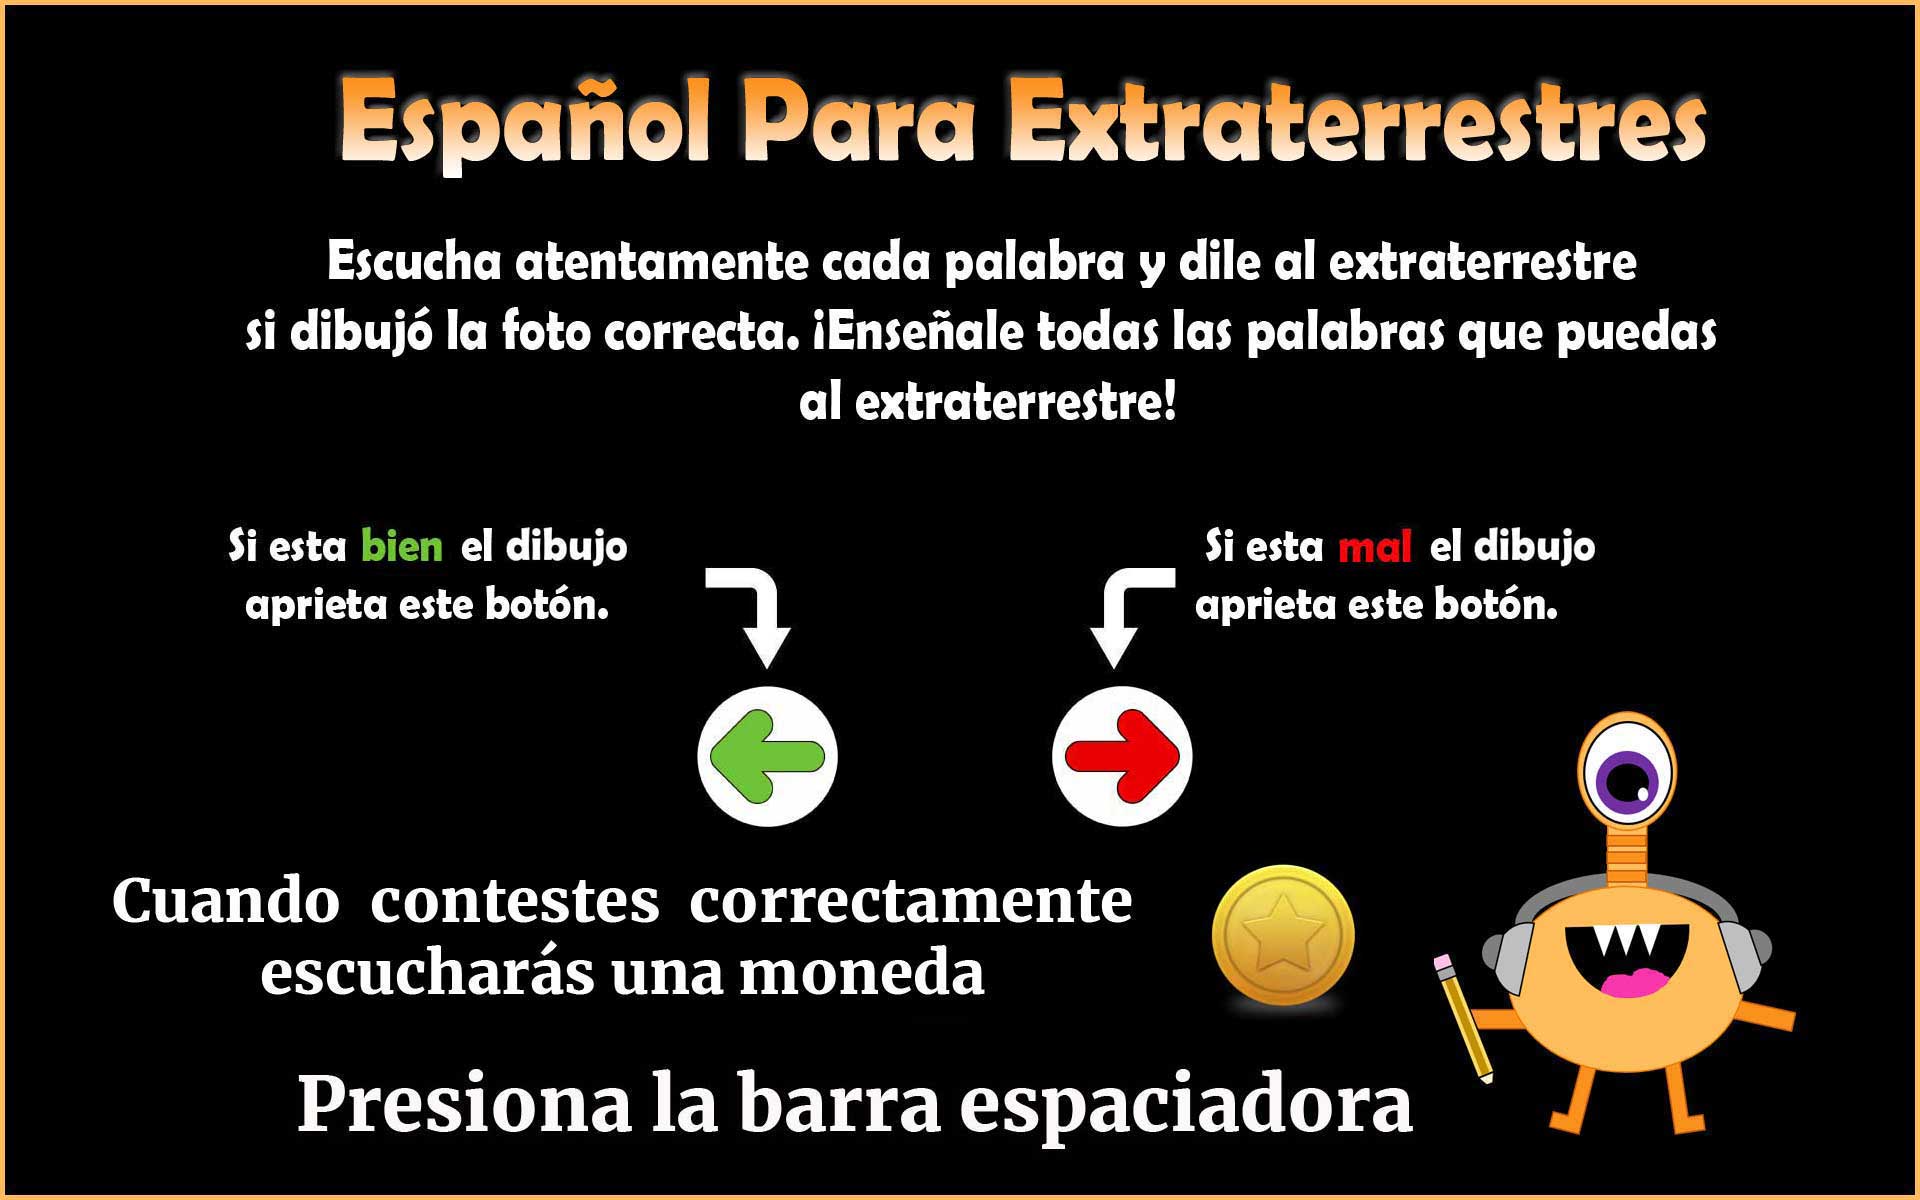 Español Para Extraterrestres
Escucha atentamente cada palabra y dile al extraterrestre
si dibujó la foto correcta. ¡Enseñale todas las palabras que puedas
al extraterrestre!
Si esta bien el dibujo
aprieta este botón.
Si esta mal el dibujo
aprieta este botón.
Cuando contestes correctamente
escucharás una moneda
Presiona la barra espaciadora